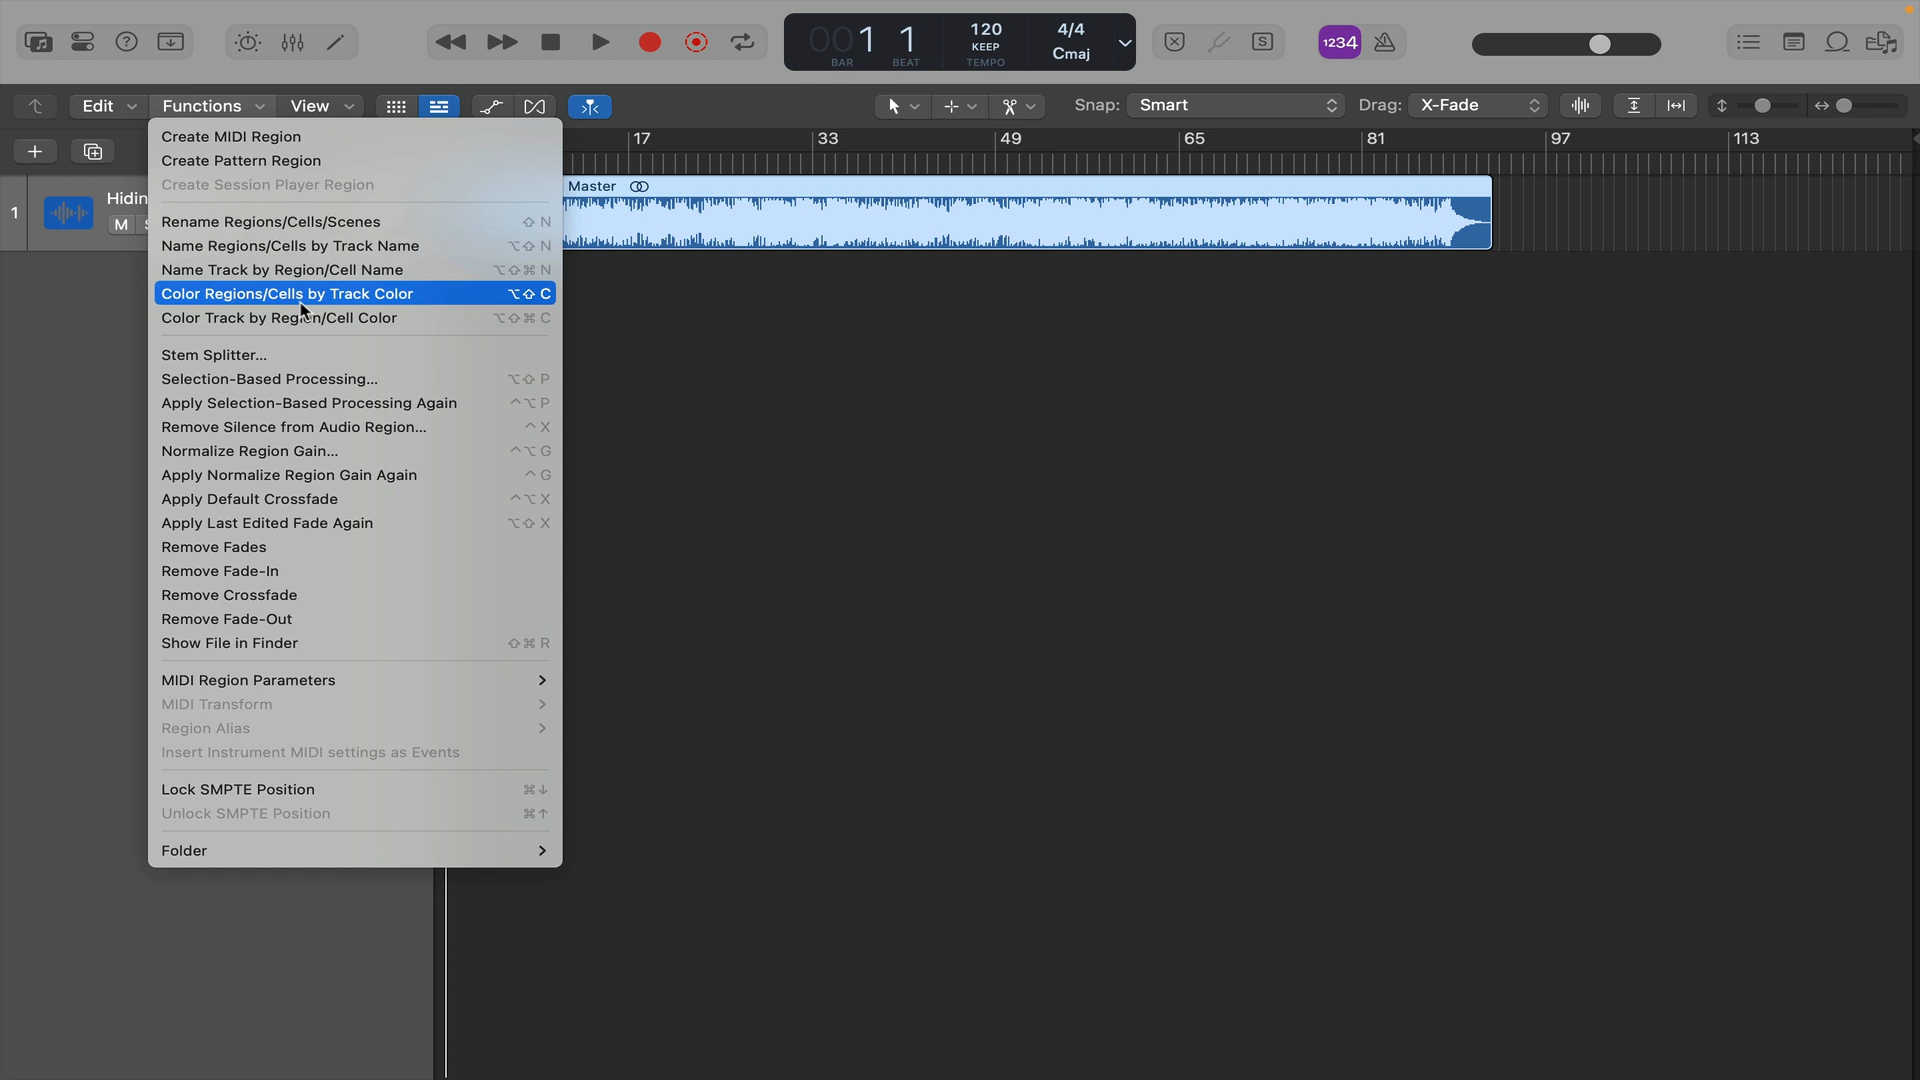 001 1
BAR BEAT
120
KEEP
TEMPO
4/4
Cmaj
S
1234
Edit Functions View
Snap: Smart
Drag: X-Fade
17 33 49 65 81 97 113
1
Hidin
M S
Master
Create MIDI Region
Create Pattern Region
Create Session Player Region
Rename Regions/Cells/Scenes ⇧ N
Name Regions/Cells by Track Name ⌥⇧ N
Name Track by Region/Cell Name ⌥⇧⌘ N
Color Regions/Cells by Track Color ⌥⇧ C
Color Track by Region/Cell Color ⌥⇧⌘ C
Stem Splitter...
Selection-Based Processing... ⌥⇧ P
Apply Selection-Based Processing Again ^⌥ P
Remove Silence from Audio Region... ^ X
Normalize Region Gain... ^⌥ G
Apply Normalize Region Gain Again ^ G
Apply Default Crossfade ^⌥ X
Apply Last Edited Fade Again ⌥⇧ X
Remove Fades
Remove Fade-In
Remove Crossfade
Remove Fade-Out
Show File in Finder ⇧⌘ R
MIDI Region Parameters
MIDI Transform
Region Alias
Insert Instrument MIDI settings as Events
Lock SMPTE Position ⌘↓
Unlock SMPTE Position ⌘↑
Folder